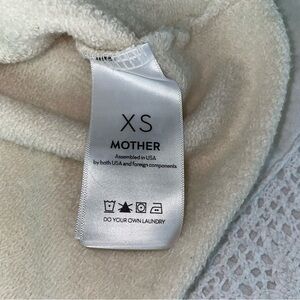 XS
MOTHER
Assembled in USA
by both USA and foreign components
DO YOUR OWN LAUNDRY